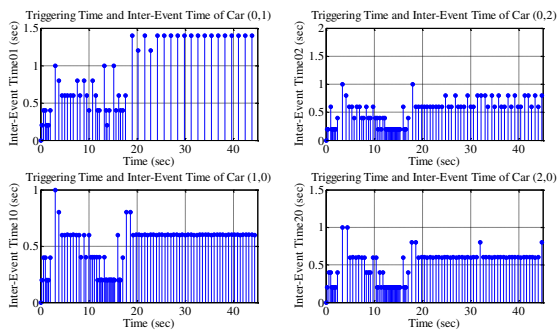 Triggering Time and Inter-Event Time of Car (0,1)
Inter-Event Time01 (sec)
1.5
1
0.5
0
0 10 20 30 40
Time (sec)
Triggering Time and Inter-Event Time of Car (0,2)
Inter-Event Time02 (sec)
2
1.5
1
0.5
0
0 10 20 30 40
Time (sec)
Triggering Time and Inter-Event Time of Car (1,0)
Inter-Event Time10 (sec)
1
0.5
0
0 10 20 30 40
Time (sec)
Triggering Time and Inter-Event Time of Car (2,0)
Inter-Event Time20 (sec)
1.5
1
0.5
0
0 10 20 30 40
Time (sec)